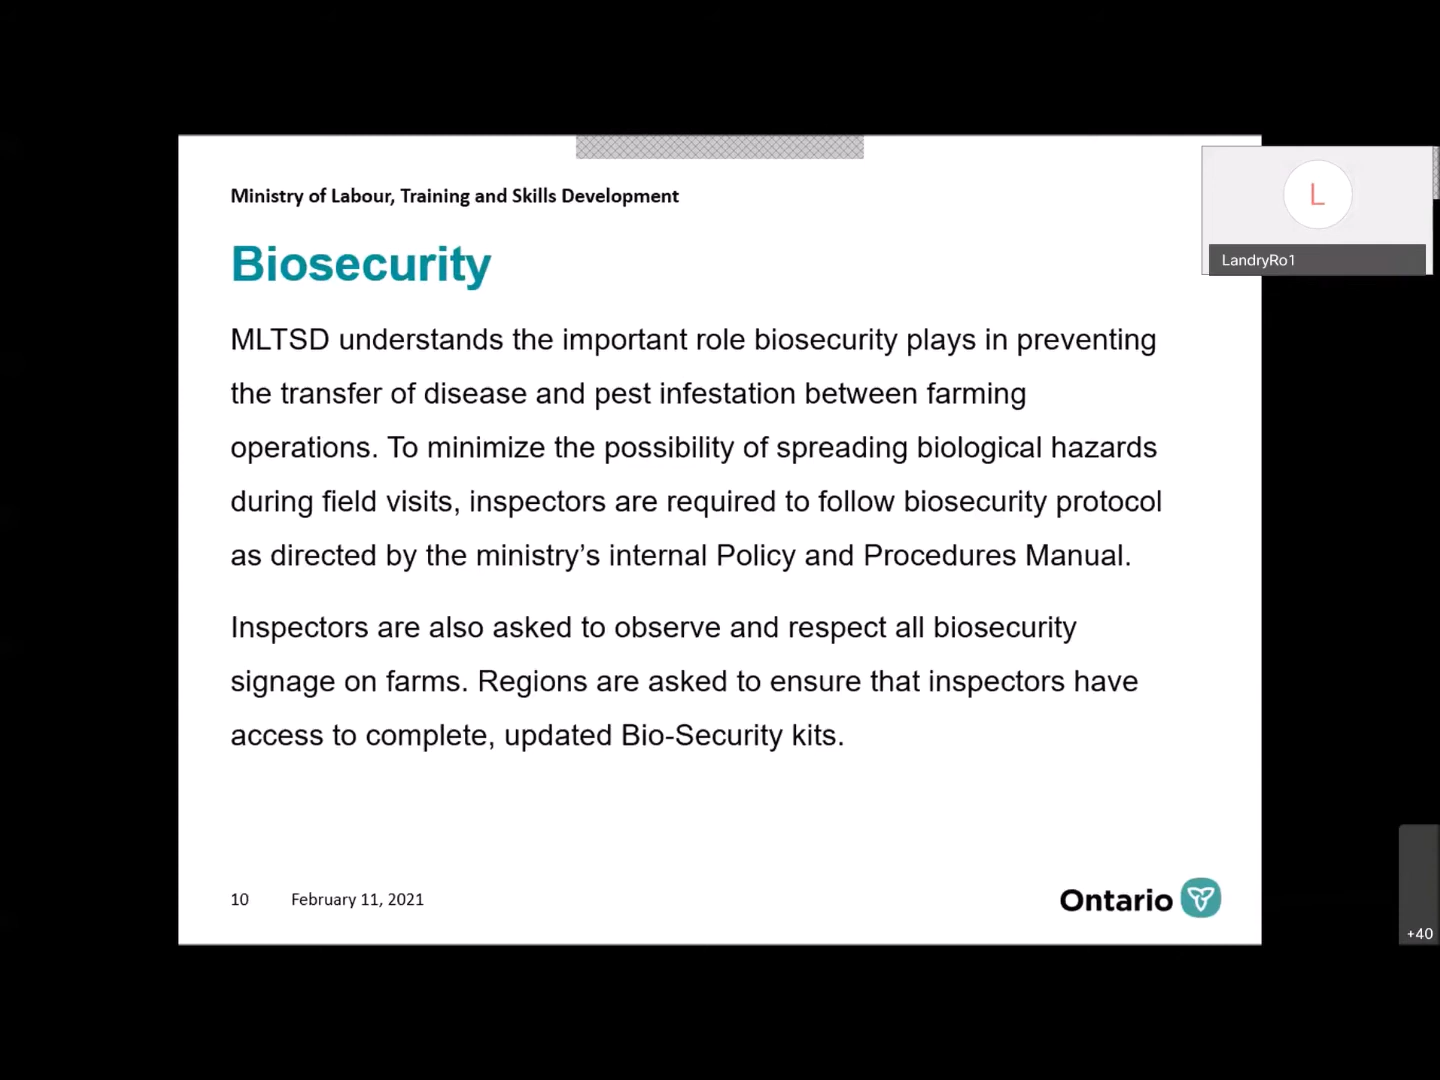 Ministry of Labour, Training and Skills Development
L
LandryRo1
Biosecurity
MLTSD understands the important role biosecurity plays in preventing
the transfer of disease and pest infestation between farming
operations. To minimize the possibility of spreading biological hazards
during field visits, inspectors are required to follow biosecurity protocol
as directed by the ministry’s internal Policy and Procedures Manual.
Inspectors are also asked to observe and respect all biosecurity
signage on farms. Regions are asked to ensure that inspectors have
access to complete, updated Bio-Security kits.
10 February 11, 2021
Ontario
+40